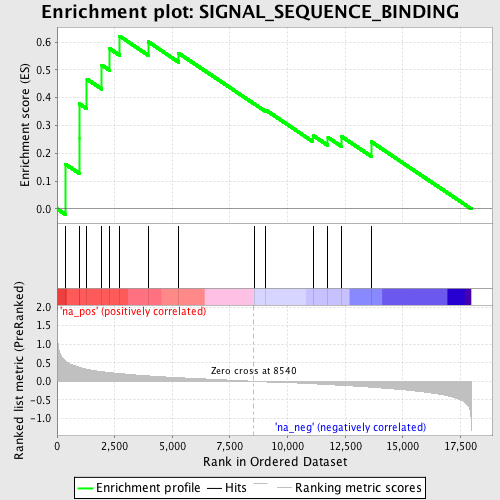 Enrichment plot: SIGNAL_SEQUENCE_BINDING
Enrichment score (ES)
0.6
0.5
0.4
0.3
0.2
0.1
0.0
'na_pos' (positively correlated)
Ranked list metric (PreRanked)
2.0
1.5
1.0
0.5
0.0
-0.5
-1.0
Zero cross at 8540
'na_neg' (negatively correlated)
0
2,500
5,000
7,500
10,000
12,500
15,000
17,500
Rank in Ordered Dataset
Enrichment profile
Hits
Ranking metric scores